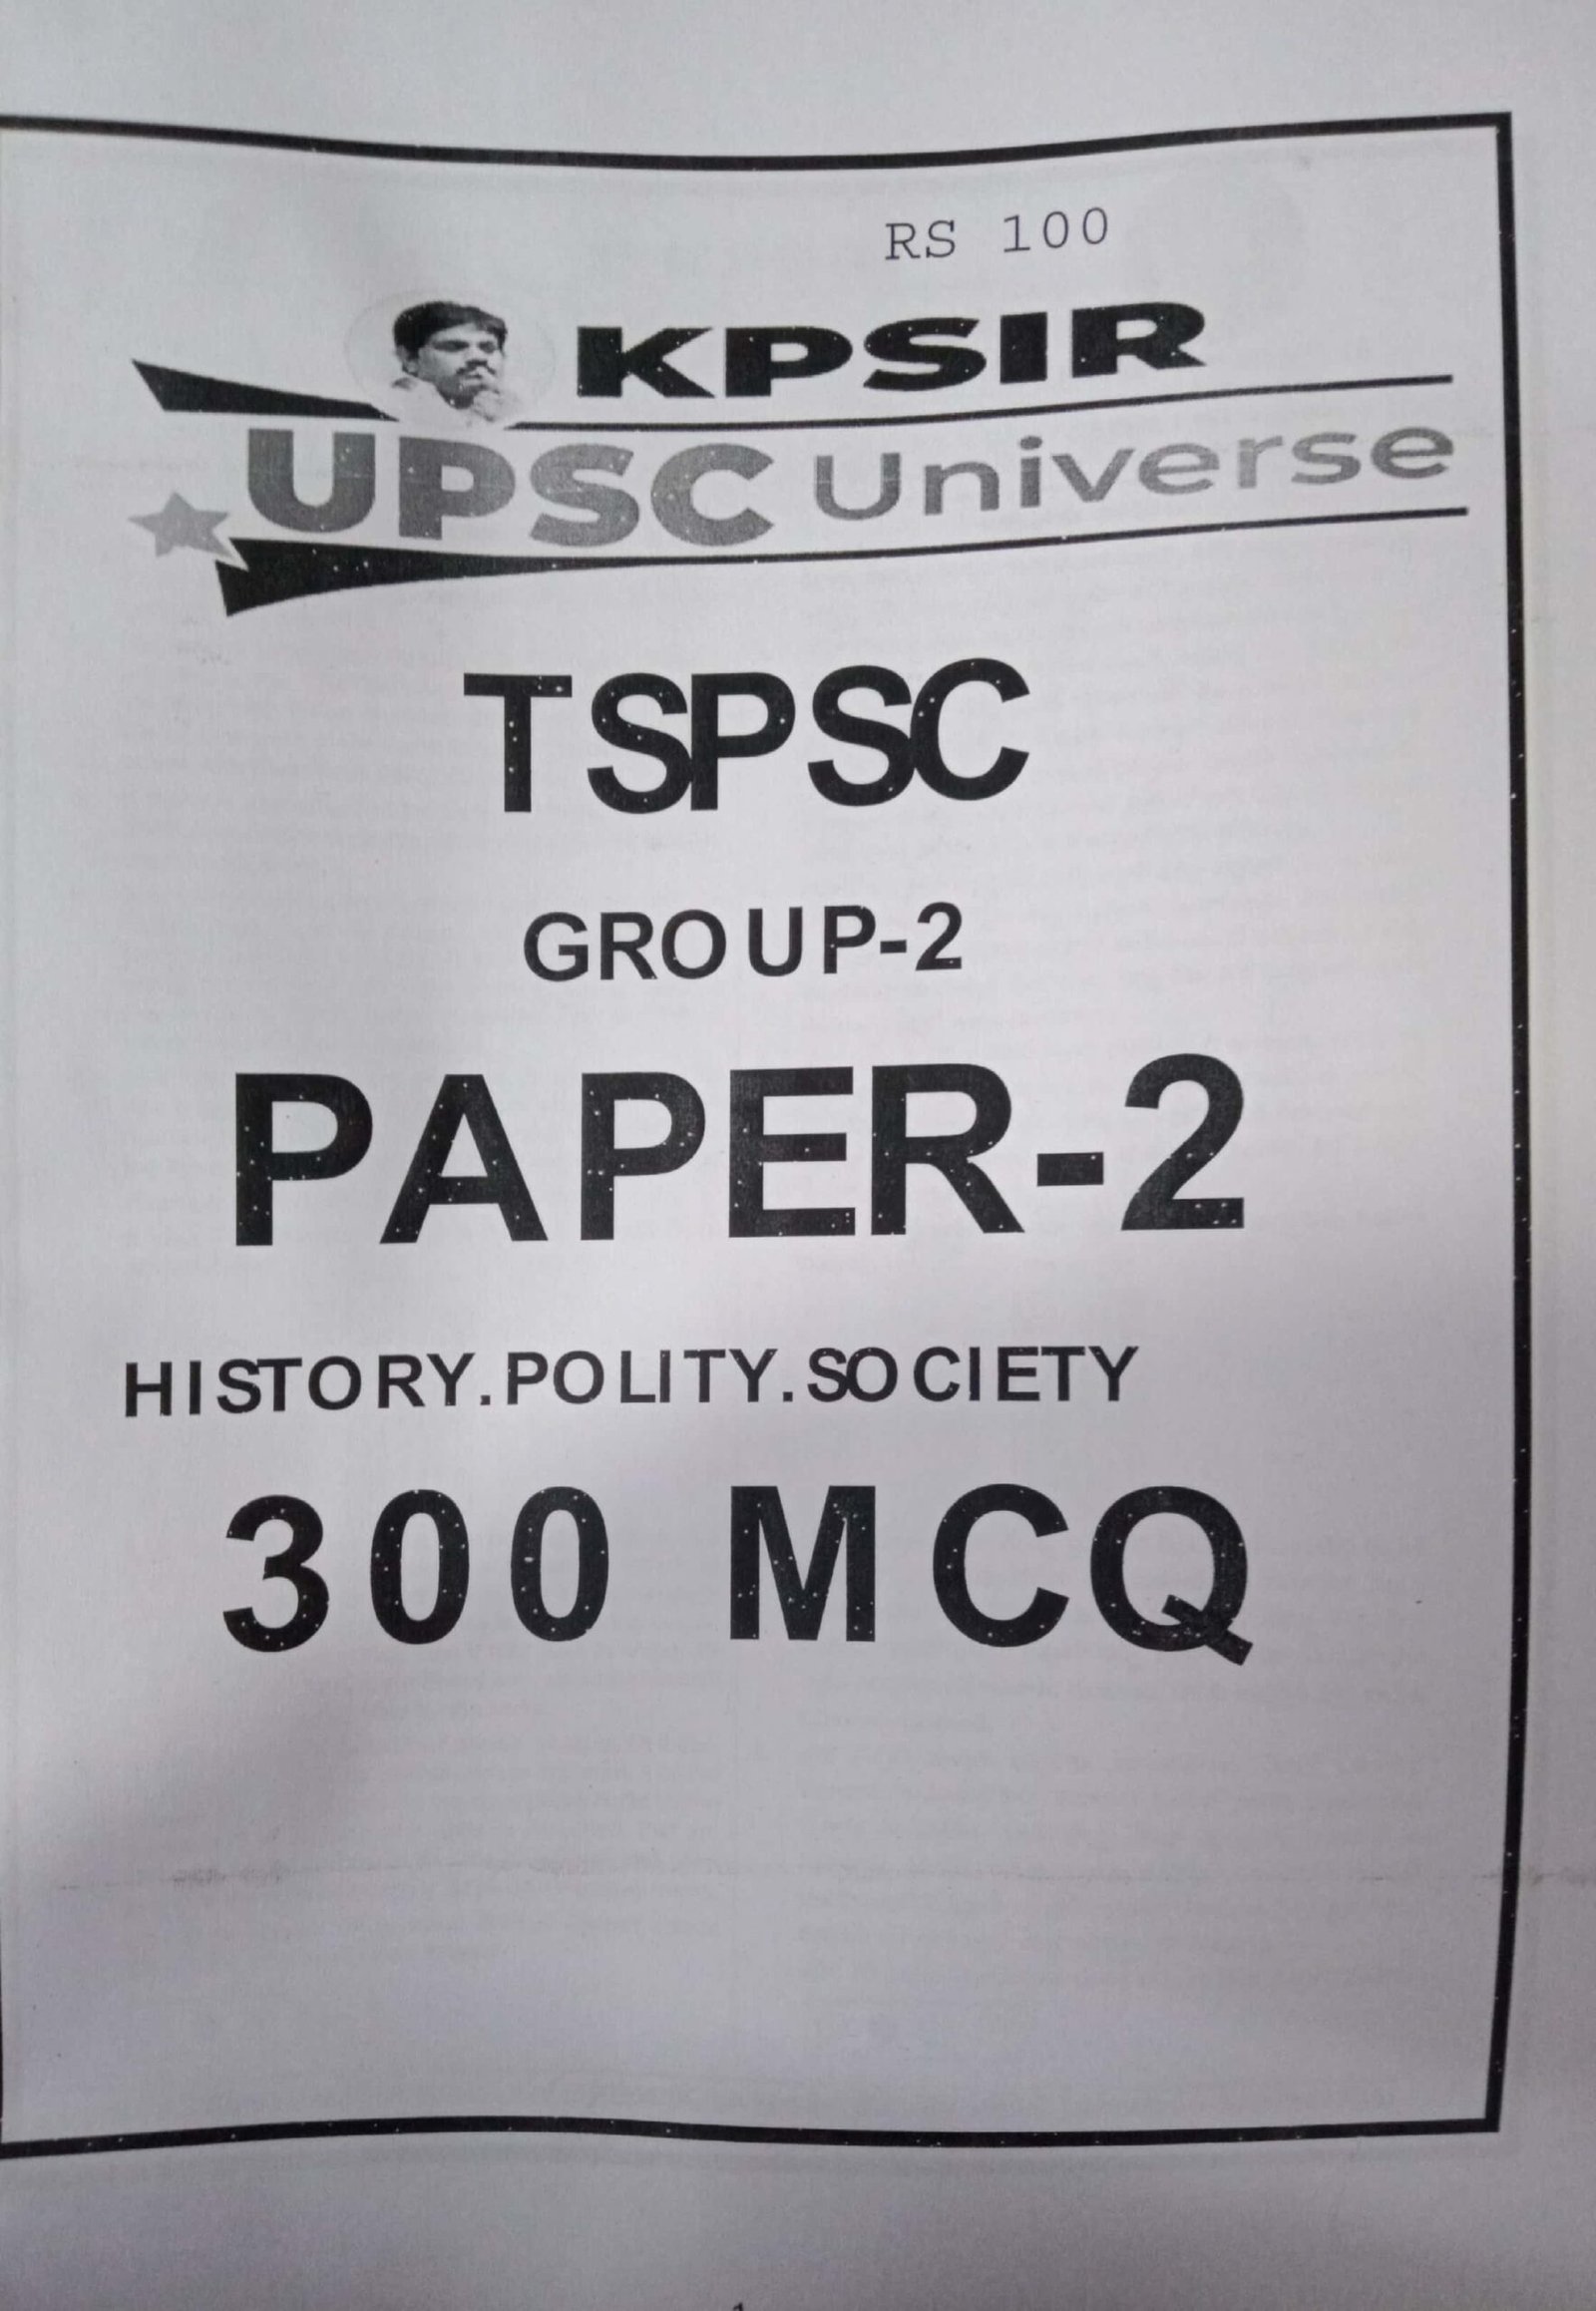 RS 100
KPSIR
UPSC Universe
TSPSC
GROUP-2
PAPER-2
HISTORY.POLITY.SOCIETY
300 MCQ